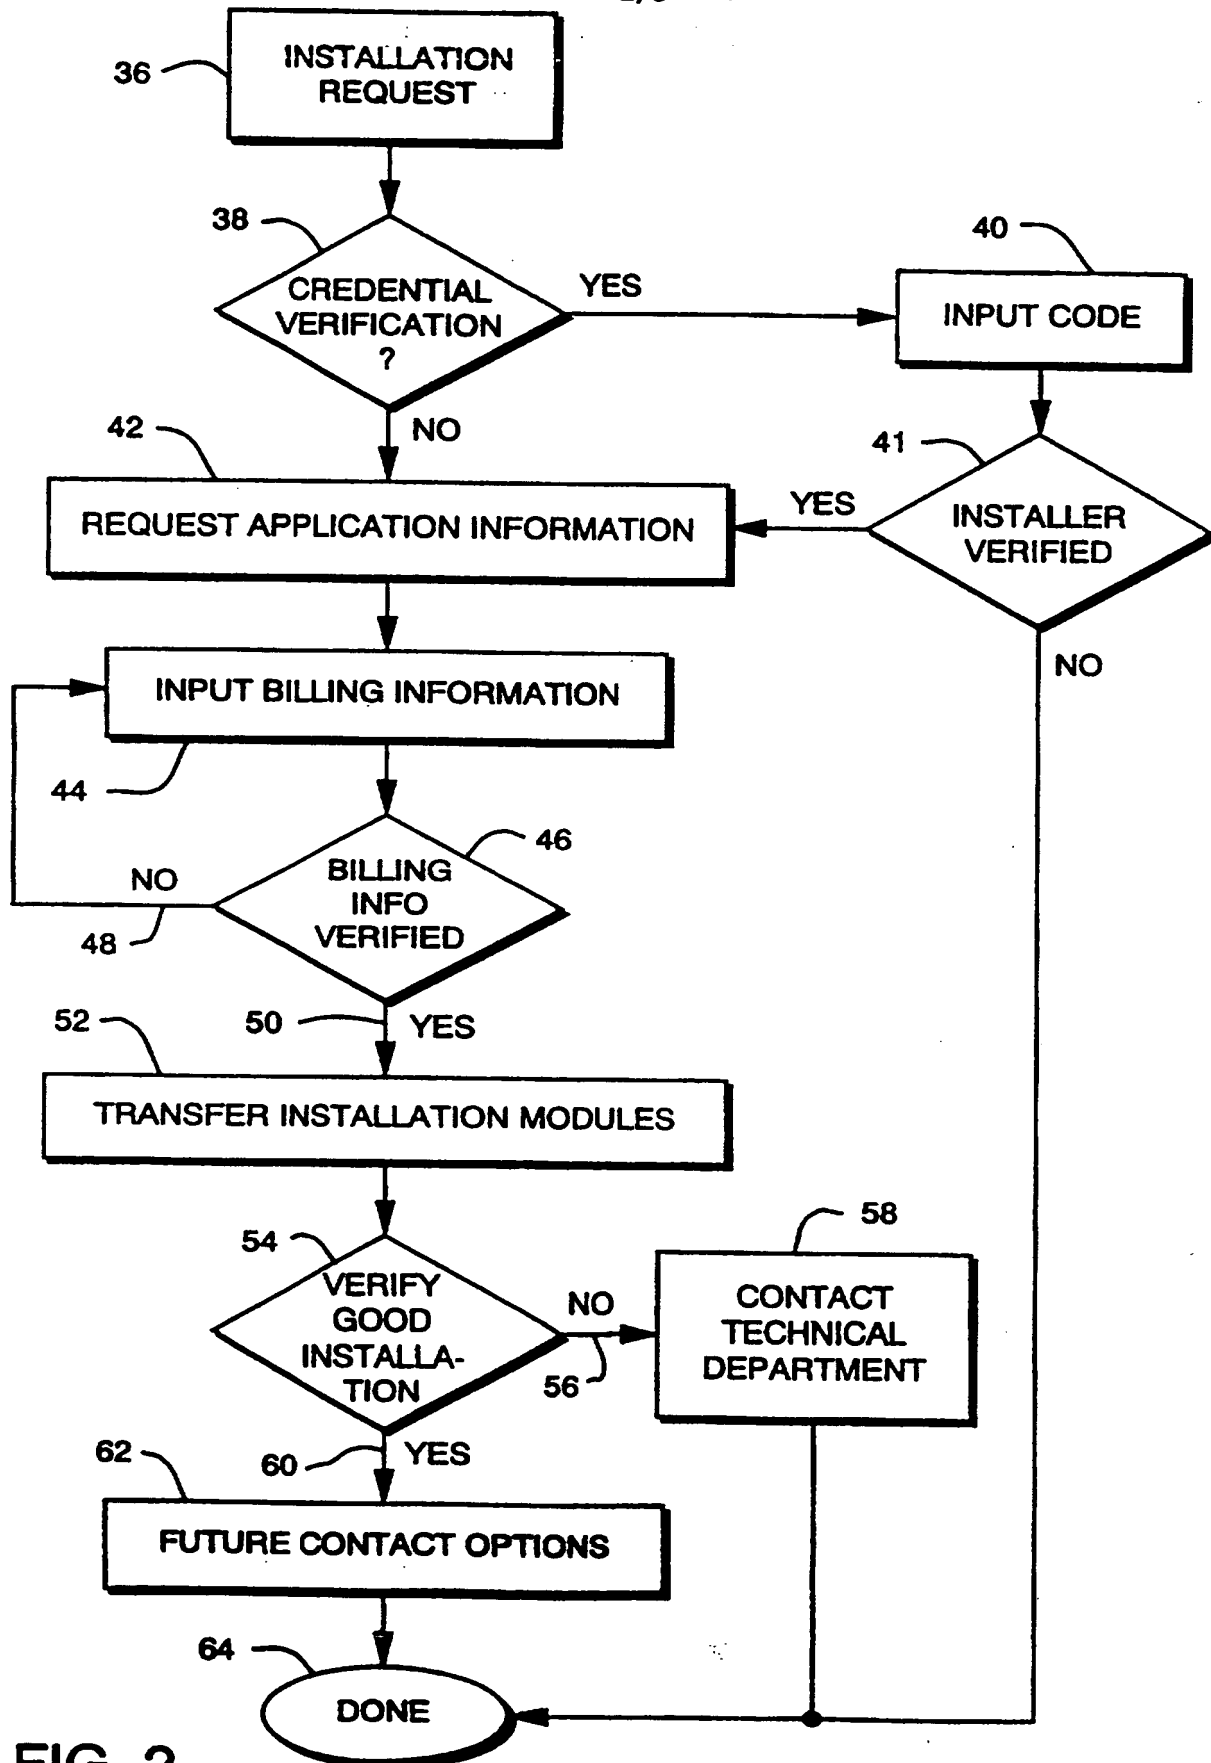 36
INSTALLATION
REQUEST
38
CREDENTIAL
VERIFICATION
?
YES
40
INPUT CODE
NO
42
REQUEST APPLICATION INFORMATION
YES
41
INSTALLER
VERIFIED
NO
INPUT BILLING INFORMATION
44
46
BILLING
INFO
VERIFIED
NO
48
50
YES
52
TRANSFER INSTALLATION MODULES
54
VERIFY
GOOD
INSTALLA-
TION
NO
56
58
CONTACT
TECHNICAL
DEPARTMENT
60
YES
62
FUTURE CONTACT OPTIONS
64
DONE
FIG. 2